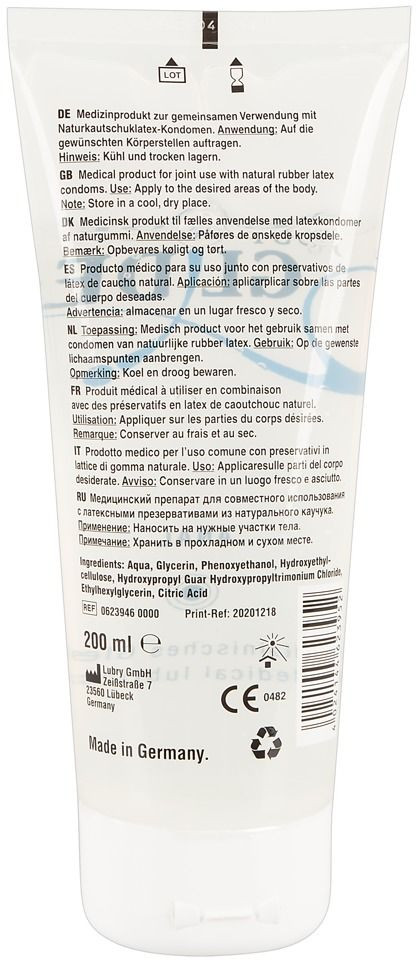 LOT
DE Medizinprodukt zur gemeinsamen Verwendung mit
Naturkautschuklatex-Kondomen. Anwendung: Auf die
gewünschten Körperstellen auftragen.
Hinweis: Kühl und trocken lagern.
GB Medical product for joint use with natural rubber latex
condoms. Use: Apply to the desired areas of the body.
Note: Store in a cool, dry place.
DK Medicinsk produkt til fælles anvendelse med latexkondomer
af naturgummi. Anvendelse: Påføres de ønskede kropsdele.
Bemærk: Opbevares køligt og tørt.
ES Producto médico para su uso junto con preservativos de
látex de caucho natural. Aplicación: aplicarplicar sobre las partes
del cuerpo deseadas.
Advertencia: almacenar en un lugar fresco y seco.
NL Toepassing: Medisch product voor het gebruik samen met
condomen van natuurlijke rubber latex. Gebruik: Op de gewenste
lichaamspunten aanbrengen.
Opmerking: Koel en droog bewaren.
FR Produit médical à utiliser en combinaison
avec des préservatifs en latex de caoutchouc naturel.
Utilisation: Appliquer sur les parties du corps désirées.
Remarque: Conserver au frais et au sec.
IT Prodotto medico per l'uso comune con preservativi in
lattice di gomma naturale. Uso: Applicaresulle parti del corpo
desiderate. Avviso: Conservare in un luogo fresco e asciutto.
RU Медицинский препарат для совместного использования
с латексными презервативами из натурального каучука.
Применение: Наносить на нужные участки тела.
Примечание: Хранить в прохладном и сухом месте.
Ingredients: Aqua, Glycerin, Phenoxyethanol, Hydroxyethyl-
cellulose, Hydroxypropyl Guar Hydroxypropyltrimonium Chloride,
Ethylhexylglycerin, Citric Acid
REF 0623946 0000 Print-Ref: 20201218
200 ml ℮
Lubry GmbH
Zeißstraße 7
23560 Lübeck
Germany
CE 0482
Made in Germany.